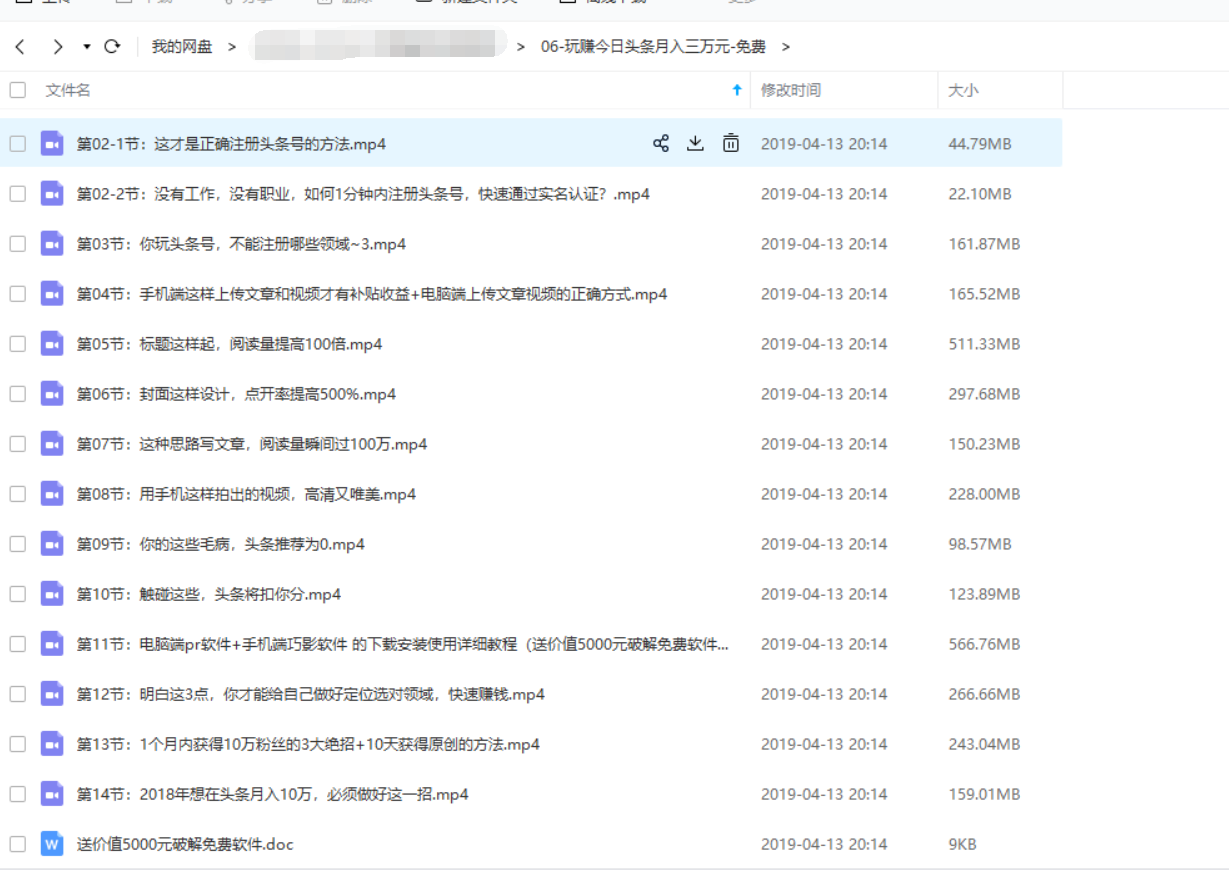 上传 下载 分享 删除 新建文件夹 离线下载 更多
我的网盘 > > 06-玩赚今日头条月入三万元-免费 >
文件名 修改时间 大小
第02-1节：这才是正确注册头条号的方法.mp4 2019-04-13 20:14 44.79MB
第02-2节：没有工作，没有职业，如何1分钟内注册头条号，快速通过实名认证？.mp4 2019-04-13 20:14 22.10MB
第03节：你玩头条号，不能注册哪些领域~3.mp4 2019-04-13 20:14 161.87MB
第04节：手机端这样上传文章和视频才有补贴收益+电脑端上传文章视频的正确方式.mp4 2019-04-13 20:14 165.52MB
第05节：标题这样起，阅读量提高100倍.mp4 2019-04-13 20:14 511.33MB
第06节：封面这样设计，点开率提高500%.mp4 2019-04-13 20:14 297.68MB
第07节：这种思路写文章，阅读量瞬间过100万.mp4 2019-04-13 20:14 150.23MB
第08节：用手机这样拍出的视频，高清又唯美.mp4 2019-04-13 20:14 228.00MB
第09节：你的这些毛病，头条推荐为0.mp4 2019-04-13 20:14 98.57MB
第10节：触碰这些，头条将扣你分.mp4 2019-04-13 20:14 123.89MB
第11节：电脑端pr软件+手机端巧影软件 的下载安装使用详细教程（送价值5000元破解免费软件... 2019-04-13 20:14 566.76MB
第12节：明白这3点，你才能给自己做好定位选对领域，快速赚钱.mp4 2019-04-13 20:14 266.66MB
第13节：1个月内获得10万粉丝的3大绝招+10天获得原创的方法.mp4 2019-04-13 20:14 243.04MB
第14节：2018年想在头条月入10万，必须做好这一招.mp4 2019-04-13 20:14 159.01MB
W 送价值5000元破解免费软件.doc 2019-04-13 20:14 9KB